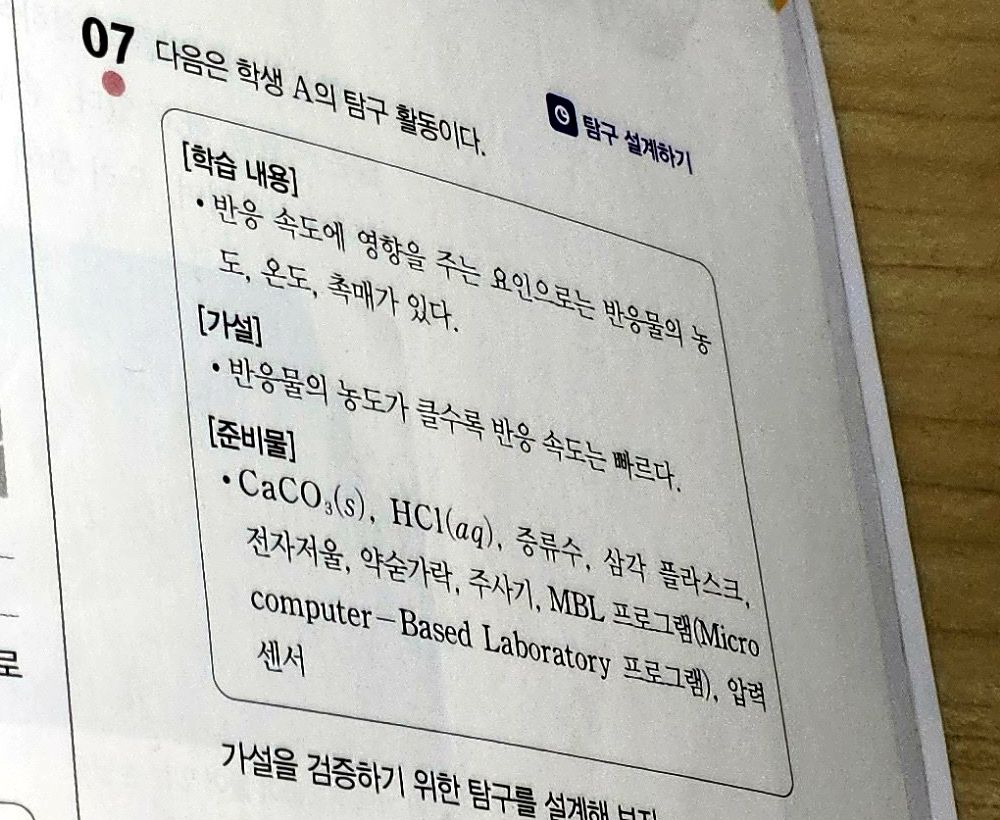 07 다음은 학생 A의 탐구 활동이다.
탐구 설계하기
[학습 내용]
• 반응 속도에 영향을 주는 요인으로는 반응물의 농
도, 온도, 촉매가 있다.
[가설]
• 반응물의 농도가 클수록 반응 속도는 빠르다.
[준비물]
• CaCO₃(s), HCl(aq), 증류수, 삼각 플라스크,
전자저울, 약숟가락, 주사기, MBL 프로그램(Micro
computer-Based Laboratory 프로그램), 압력
센서
가설을 검증하기 위한 탐구를 설계해 보자
로